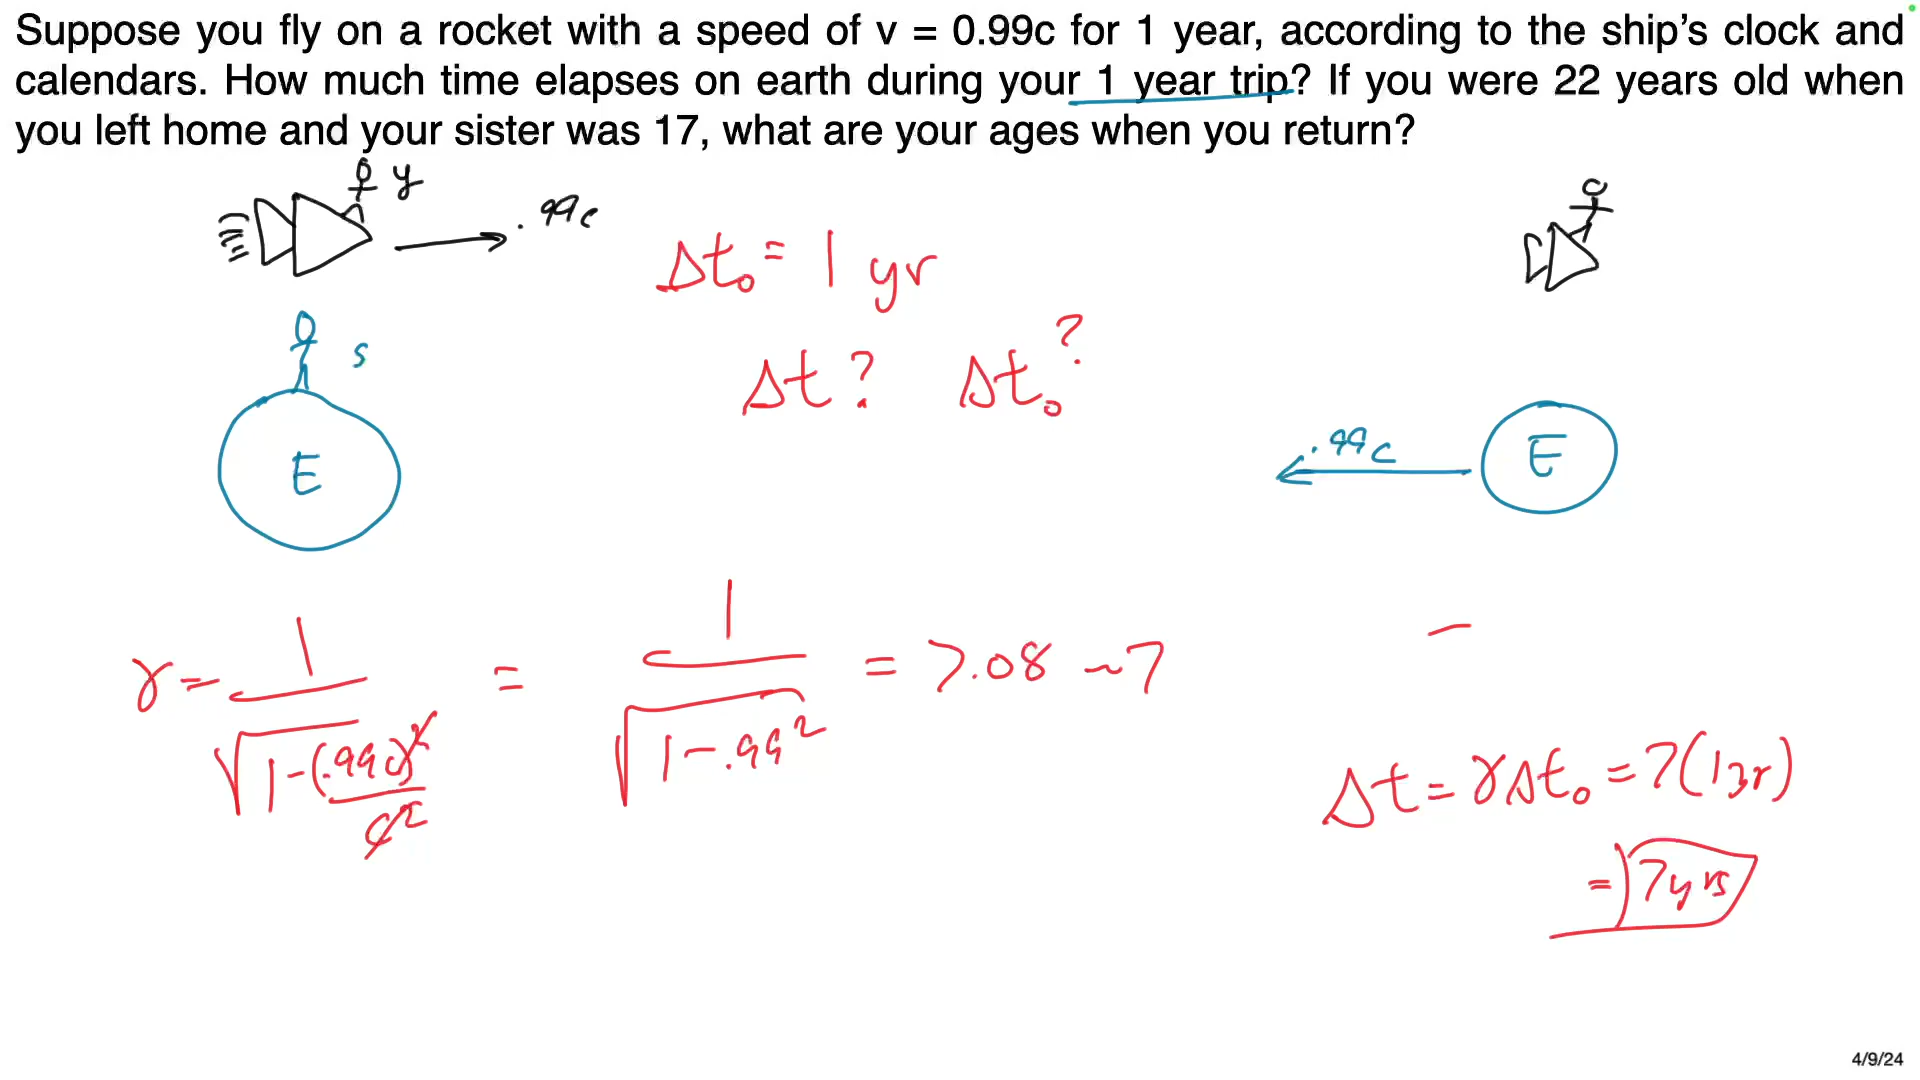 Suppose you fly on a rocket with a speed of v = 0.99c for 1 year, according to the ship's clock and
calendars. How much time elapses on earth during your 1 year trip? If you were 22 years old when
you left home and your sister was 17, what are your ages when you return?
y
.99c
Δt₀ = 1 yr
s
Δt? Δt₀?
E
.99c
E
γ = 1/√(1-(.99c)²/c²) = 1/√(1-.99²) = 7.08 ~7
Δt = γΔt₀ = 7(1yr)
= 7yrs
4/9/24